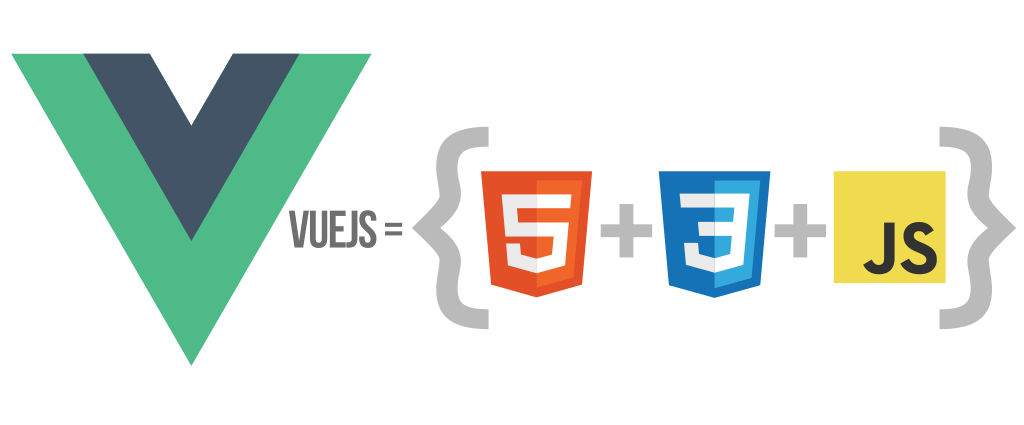 VUEJS = { 5 + 3 + JS }